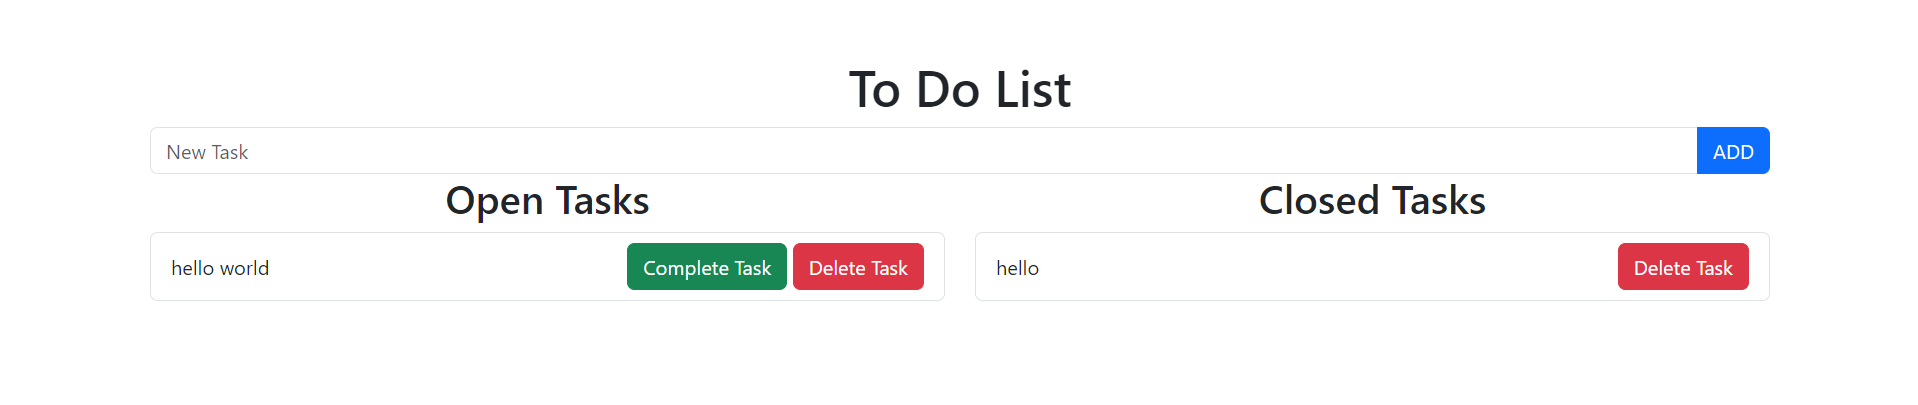 To Do List
New Task ADD
Open Tasks
hello world Complete Task Delete Task
Closed Tasks
hello Delete Task